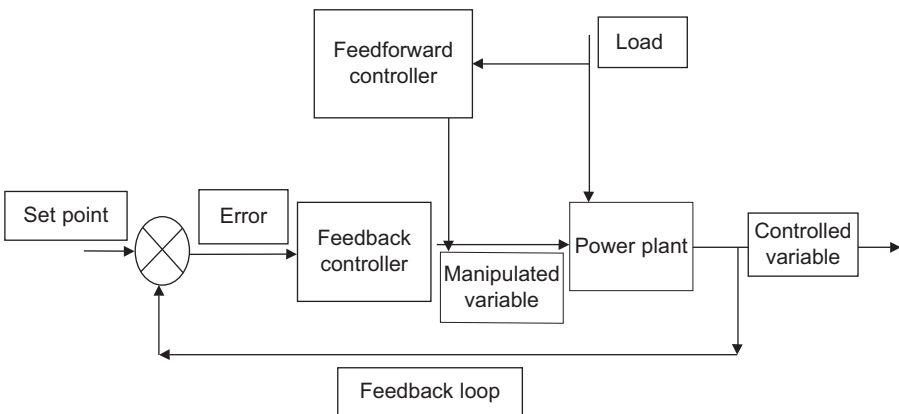 Feedforward
controller
Load
Set point
Error
Feedback
controller
Manipulated
variable
Power plant
Controlled
variable
Feedback loop